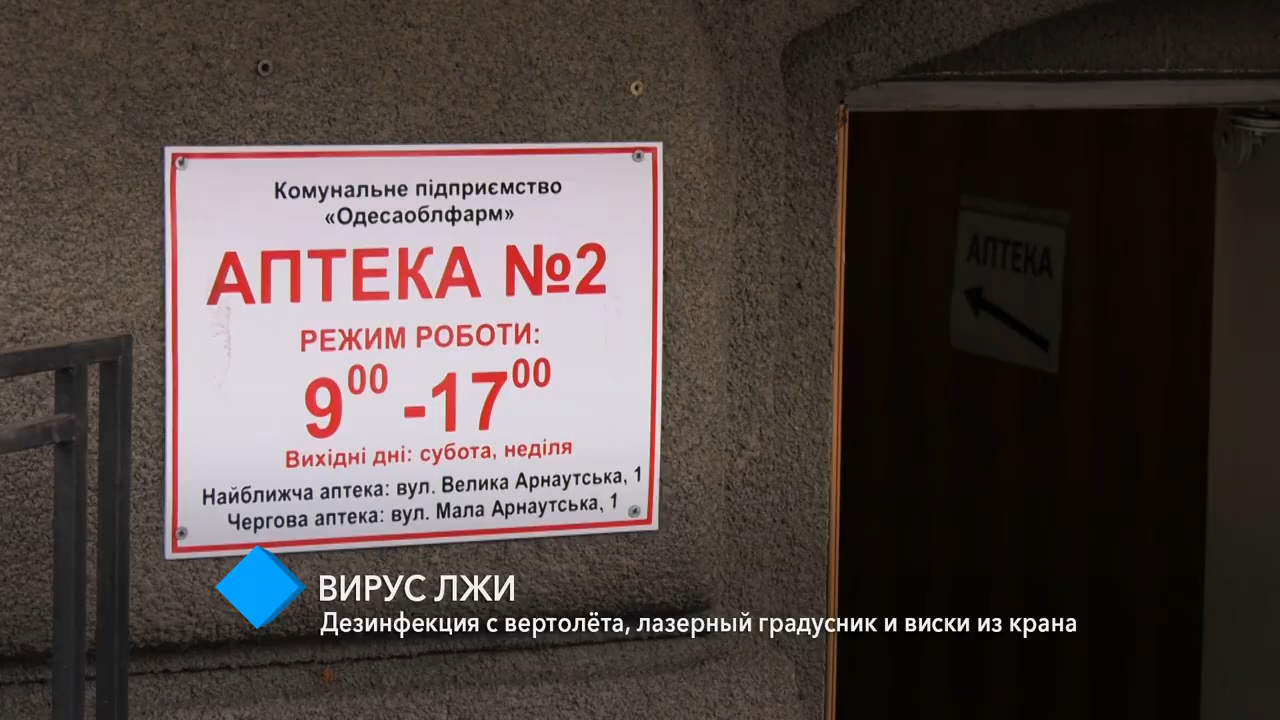 Комунальне підприємство
«Одесаоблфарм»
АПТЕКА №2
РЕЖИМ РОБОТИ:
9⁰⁰ -17⁰⁰
Вихідні дні: субота, неділя
Найближча аптека: вул. Велика Арнаутська, 1
Чергова аптека: вул. Мала Арнаутська, 1
АПТЕКА
ВИРУС ЛЖИ
Дезинфекция с вертолёта, лазерный градусник и виски из крана